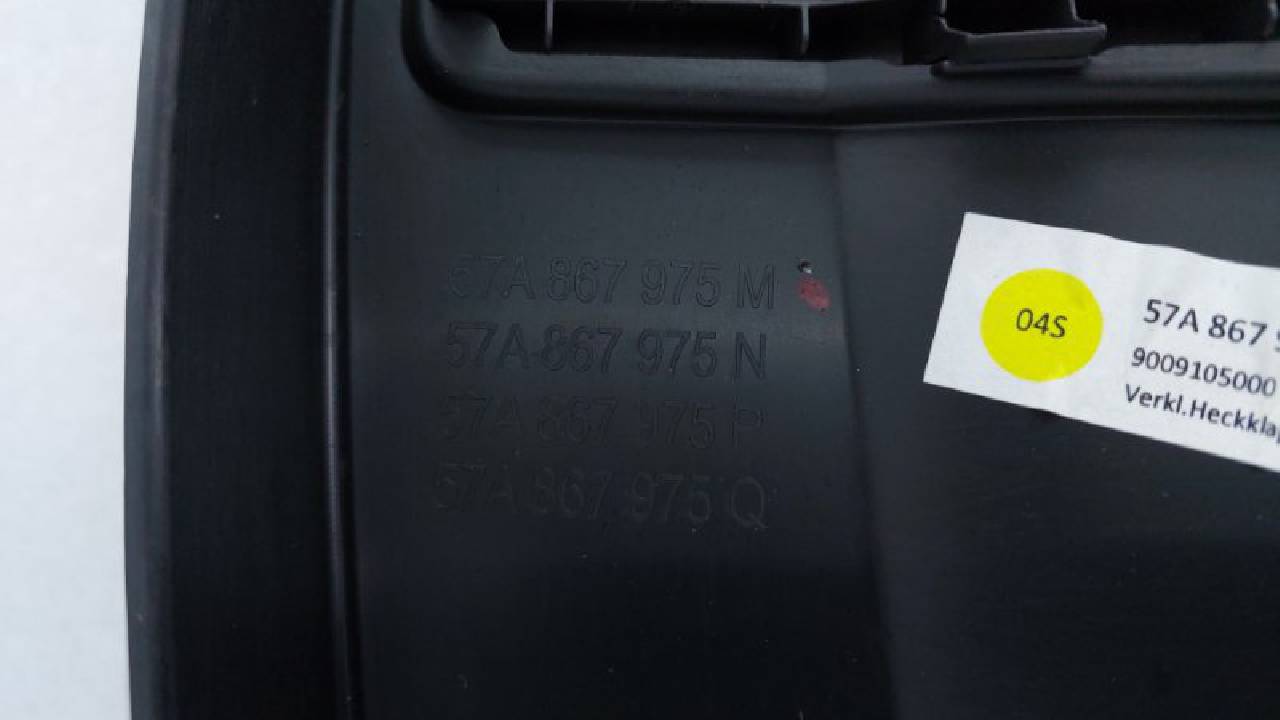 57A 867 975 M
57A 867 975 N
57A 867 975 P
57A 867 975 Q
04S
57A 867
9009105000
Verkl.Heckkla